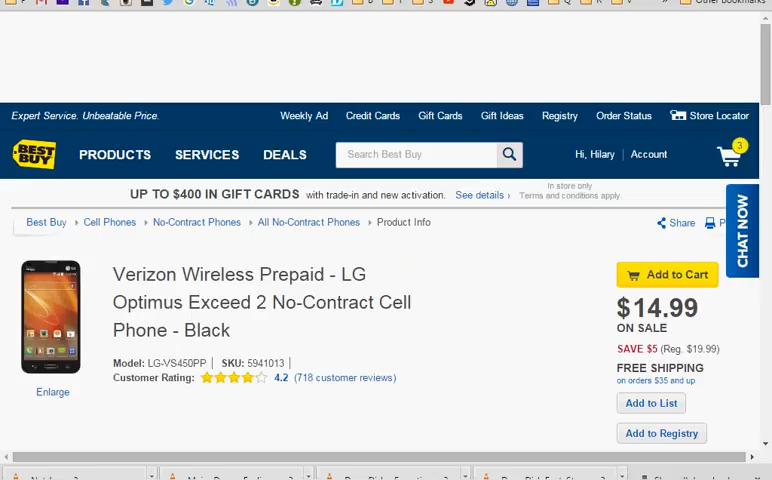 Other bookmarks
Expert Service. Unbeatable Price.
Weekly Ad
Credit Cards
Gift Cards
Gift Ideas
Registry
Order Status
Store Locator
BEST BUY
PRODUCTS
SERVICES
DEALS
Search Best Buy
Hi, Hilary
Account
3
UP TO $400 IN GIFT CARDS with trade-in and new activation. See details ›
In store only
Terms and conditions apply.
CHAT NOW
Best Buy
Cell Phones
No-Contract Phones
All No-Contract Phones
Product Info
Share
P
Verizon Wireless Prepaid - LG
Optimus Exceed 2 No-Contract Cell
Phone - Black
Model: LG-VS450PP
SKU: 5941013
Customer Rating:
4.2 (718 customer reviews)
Enlarge
Add to Cart
$14.99
ON SALE
SAVE $5 (Reg. $19.99)
FREE SHIPPING
on orders $35 and up
Add to List
Add to Registry